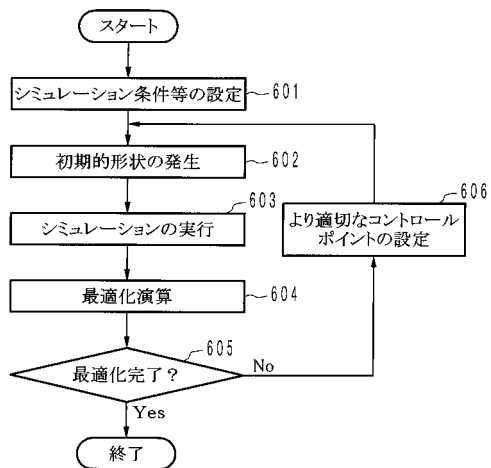 スタート
シミュレーション条件等の設定
601
初期的形状の発生
602
シミュレーションの実行
603
最適化演算
604
最適化完了？
605
No
Yes
終了
606
より適切なコントロール
ポイントの設定